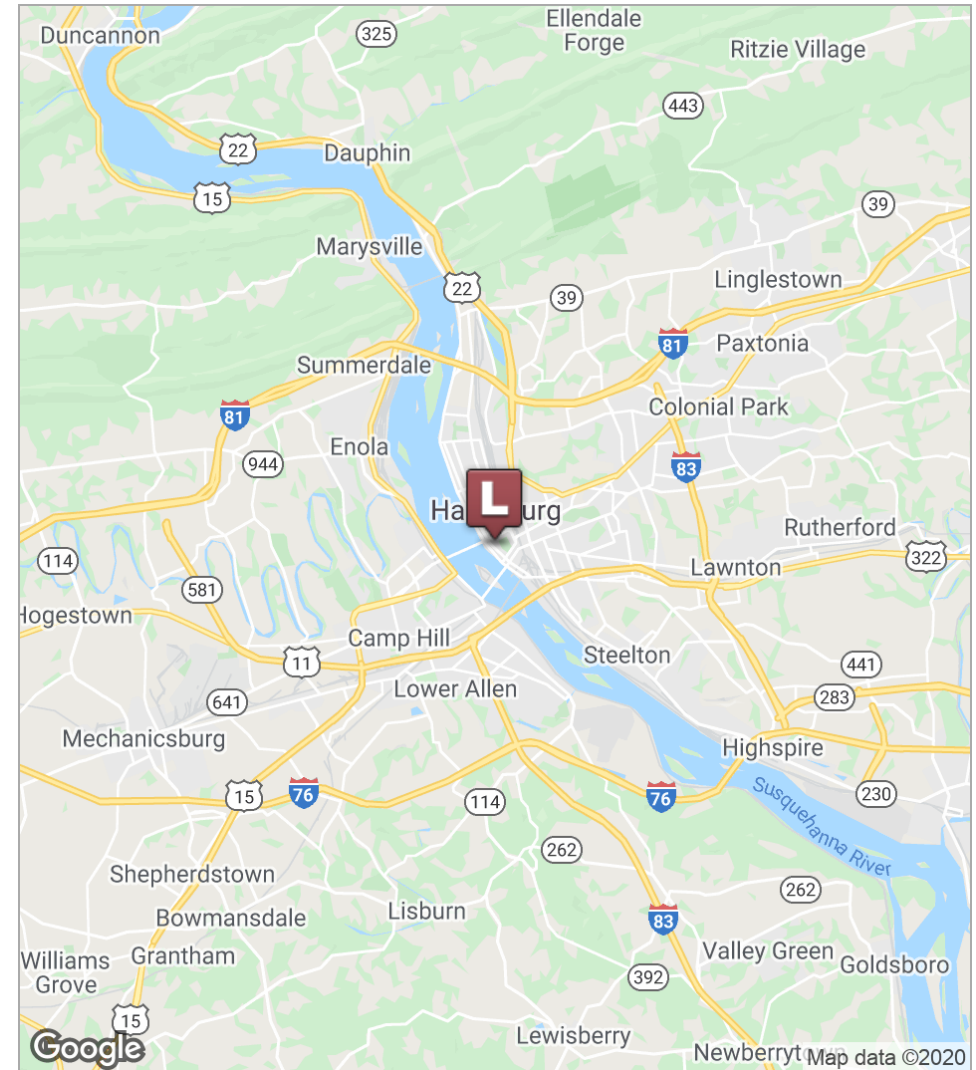 Duncannon
325
Ellendale
Forge
Ritzie Village
443
22
Dauphin
15
39
Marysville
22
39
Linglestown
81
Paxtonia
Summerdale
81
Colonial Park
Enola
944
83
L
Ha urg
Rutherford
114
322
Lawnton
581
Hogestown
Camp Hill
11
Steelton
441
Lower Allen
283
641
Mechanicsburg
Highspire
15
76
76
114
230
Susquehanna River
262
Shepherdstown
262
Bowmansdale
Lisburn
83
Williams
Grove
Grantham
Valley Green
Goldsboro
392
15
Lewisberry
Google
Newberryt
Map data ©2020